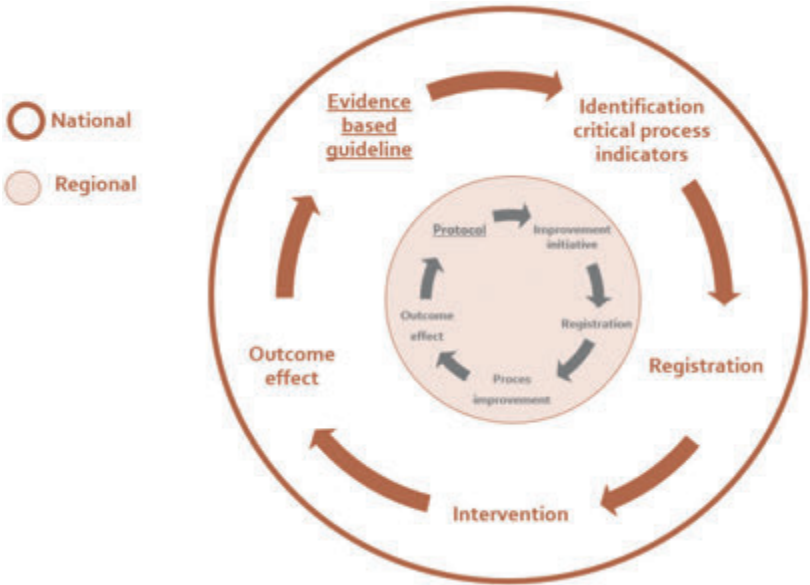 National
Regional
Evidence
based
guideline
Identification
critical process
indicators
Registration
Intervention
Outcome
effect
Protocol
Improvement
initiative
Registration
Proces
improvement
Outcome
effect